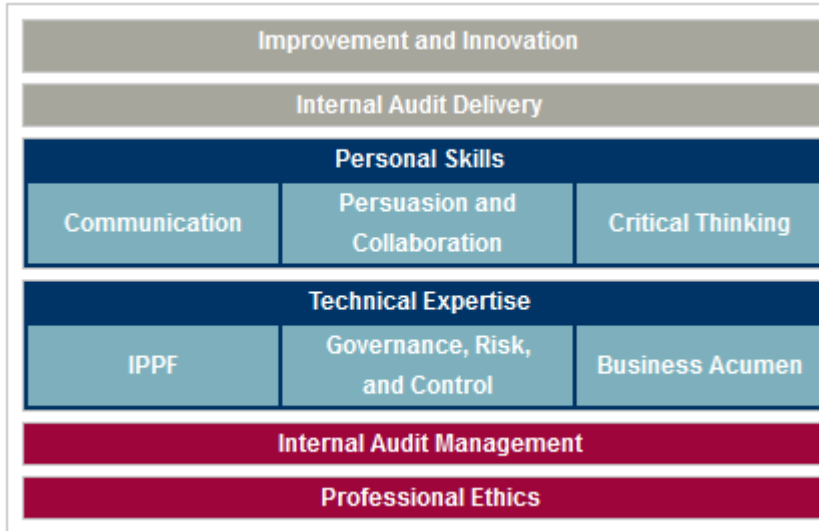 Improvement and Innovation
Internal Audit Delivery
Personal Skills
Communication
Persuasion and
Collaboration
Critical Thinking
Technical Expertise
IPPF
Governance, Risk,
and Control
Business Acumen
Internal Audit Management
Professional Ethics